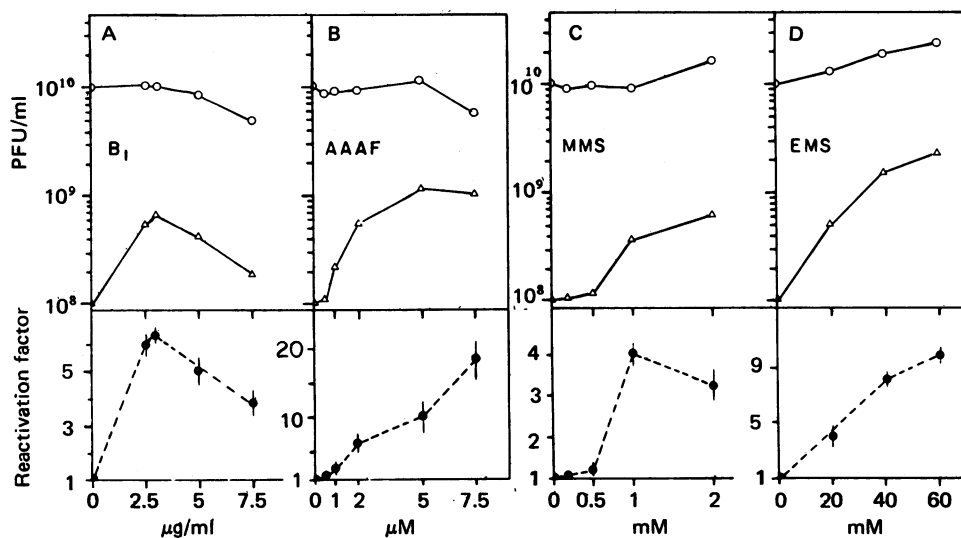 A B C D
PFU/ml
10^10 10^10
B₁ AAAF MMS EMS
10^9 10^9
10^8 10^8
Reactivation factor
5 20 4 9
3 10 3 5
2
1 1 1
0 2.5 5 7.5 0 1 2 5 7.5 0 0.5 1 2 0 20 40 60
µg/ml µM mM mM